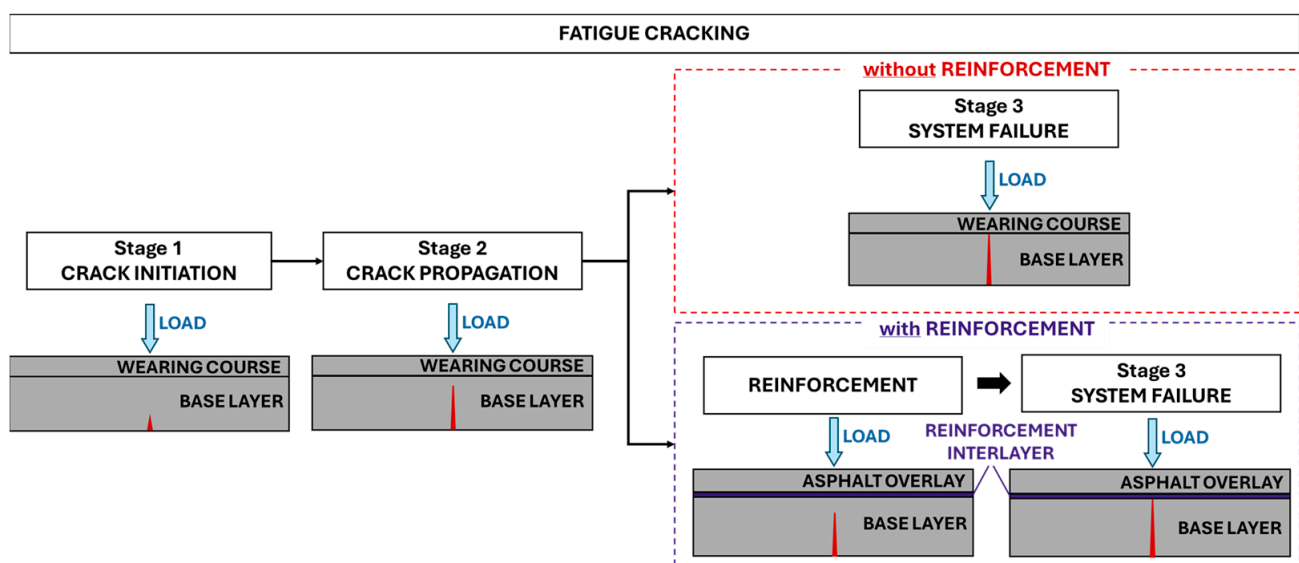 FATIGUE CRACKING
Stage 1
CRACK INITIATION
LOAD
WEARING COURSE
BASE LAYER
Stage 2
CRACK PROPAGATION
LOAD
WEARING COURSE
BASE LAYER
without REINFORCEMENT
Stage 3
SYSTEM FAILURE
LOAD
WEARING COURSE
BASE LAYER
with REINFORCEMENT
REINFORCEMENT
LOAD
REINFORCEMENT
INTERLAYER
ASPHALT OVERLAY
BASE LAYER
Stage 3
SYSTEM FAILURE
LOAD
ASPHALT OVERLAY
BASE LAYER